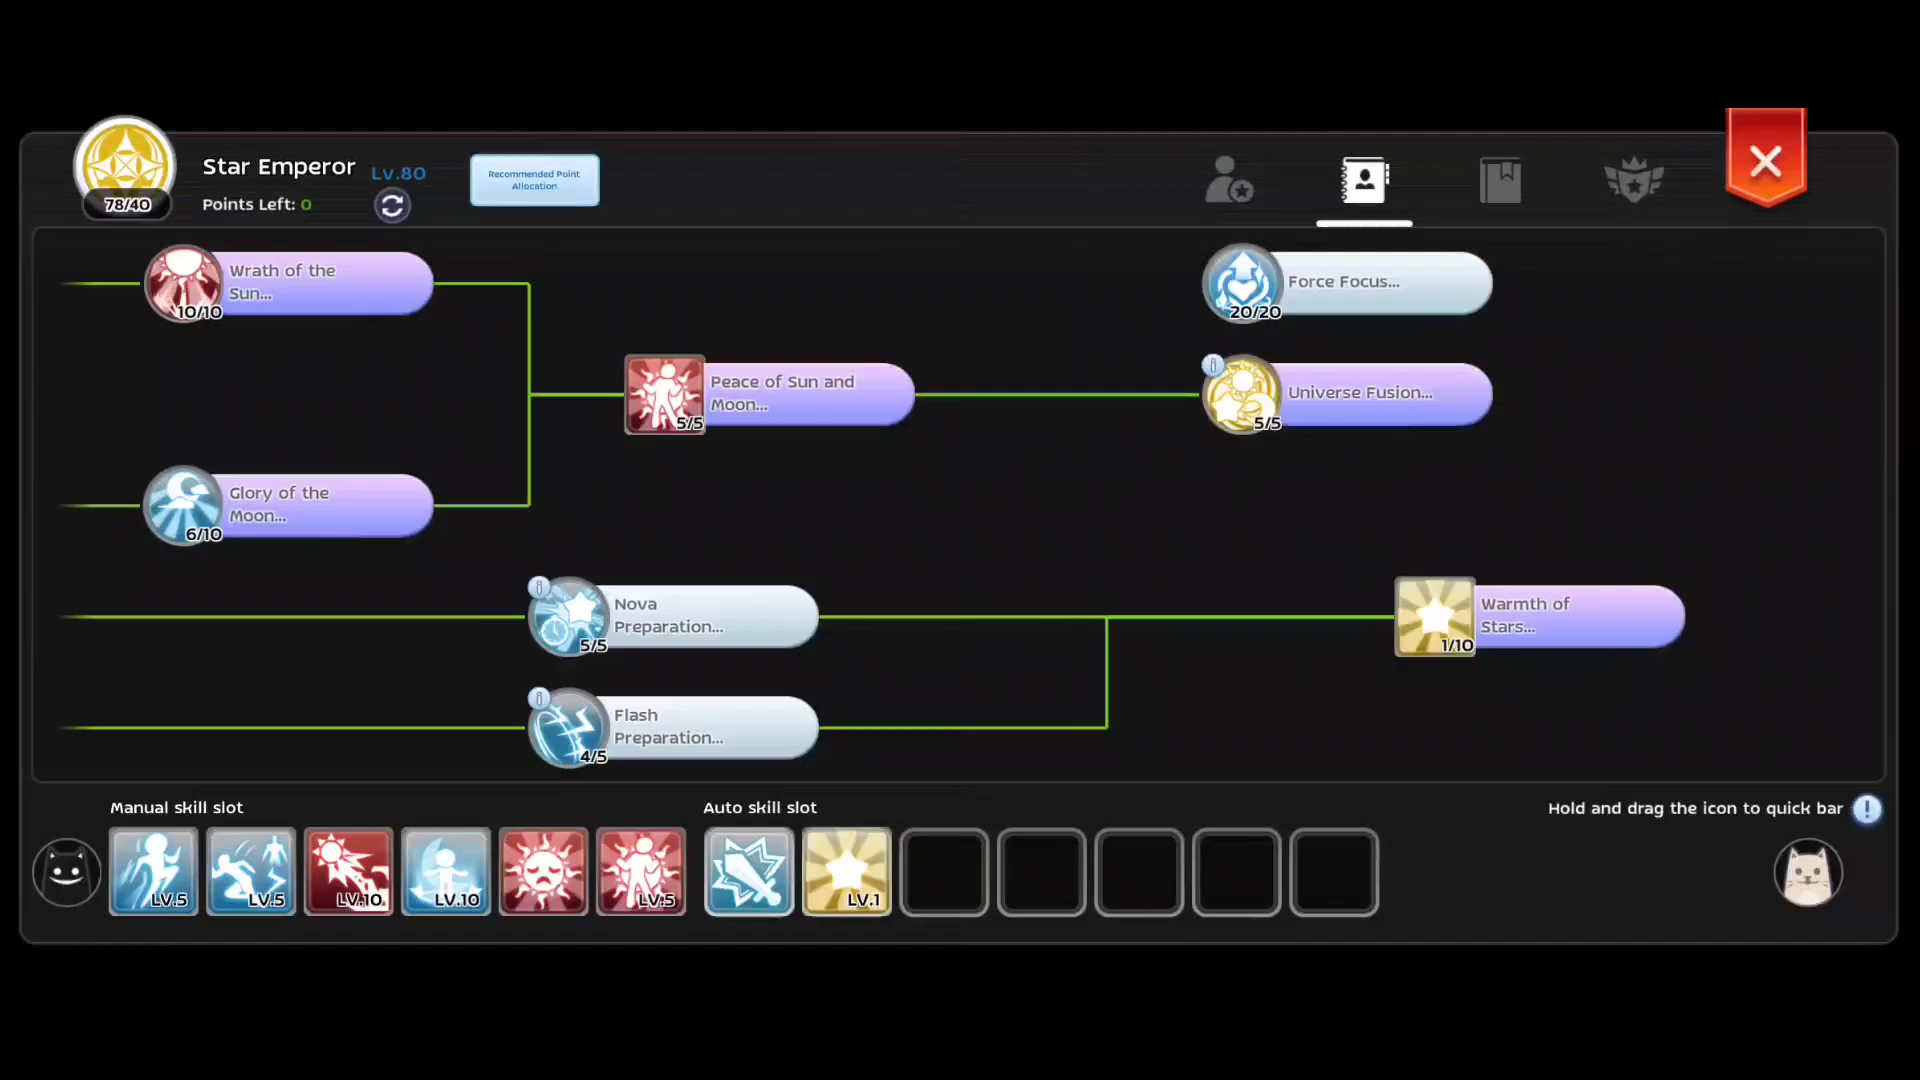 Star Emperor Lv.80
Recommended Point
Allocation
78/40
Points Left: 0
Wrath of the
Sun...
10/10
Force Focus...
20/20
Peace of Sun and
Moon...
5/5
Universe Fusion...
5/5
Glory of the
Moon...
6/10
Nova
Preparation...
5/5
Warmth of
Stars...
1/10
Flash
Preparation...
4/5
Manual skill slot
Auto skill slot
Hold and drag the icon to quick bar
LV.5
LV.5
LV.10
LV.10
LV.5
LV.1